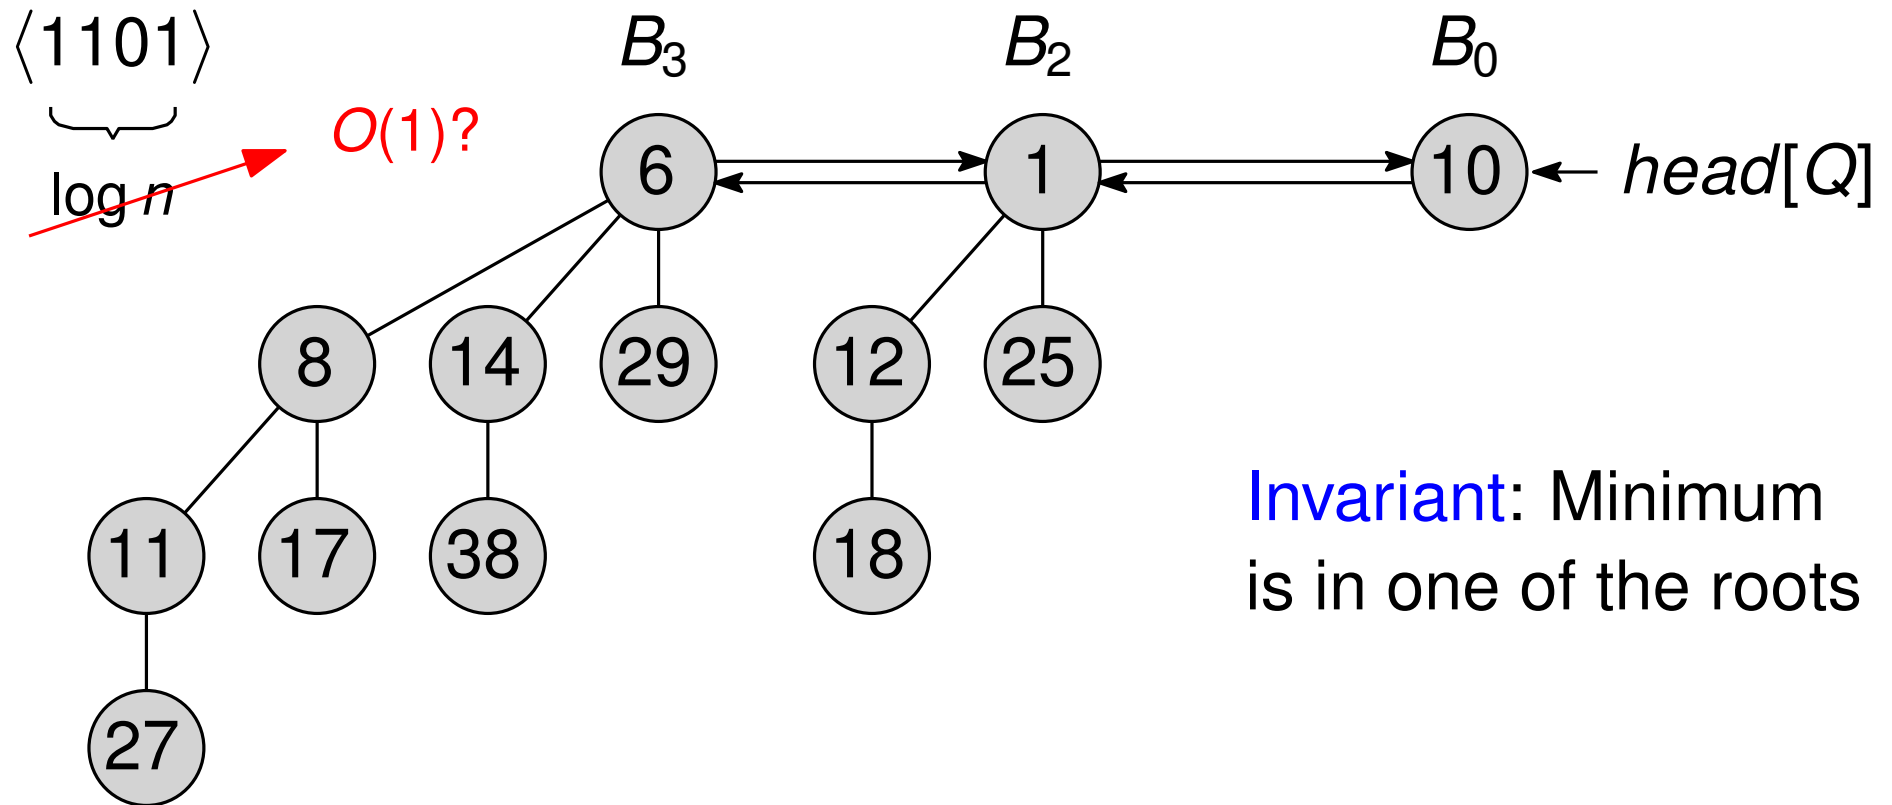 ⟨1101⟩ B₃ B₂ B₀
O(1)?
log n
6 1 10 head[Q]
8 14 29 12 25
Invariant: Minimum
11 17 38 18
is in one of the roots
27